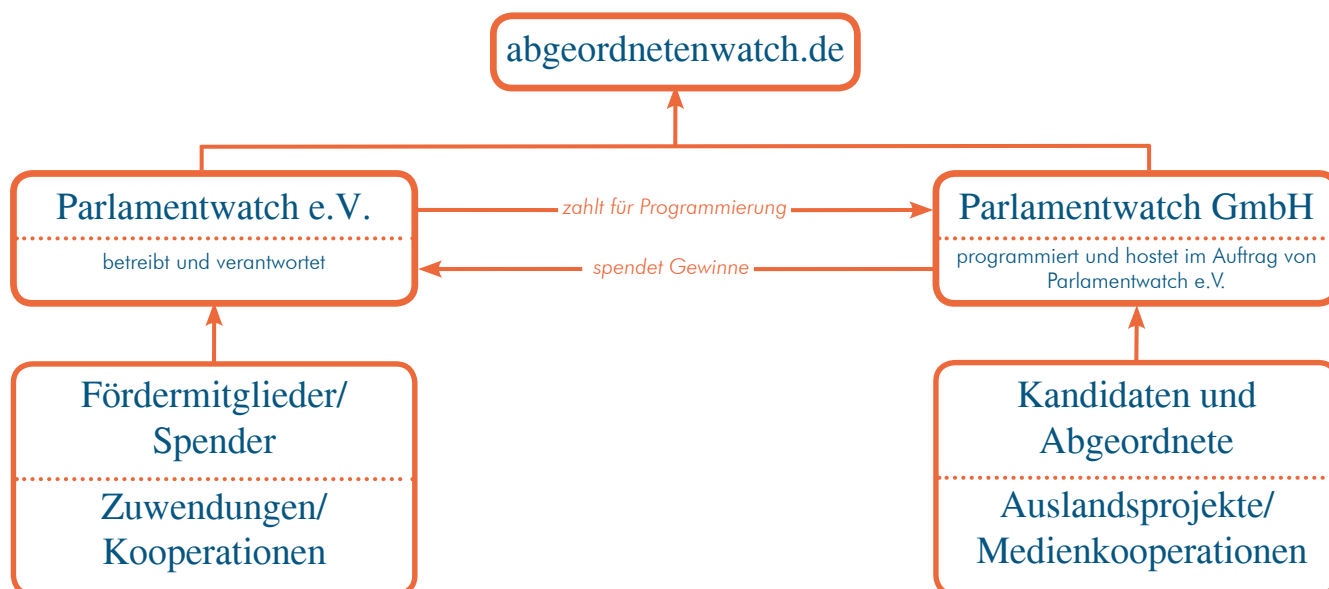 abgeordnetenwatch.de
Parlamentwatch e.V.
betreibt und verantwortet
zahlt für Programmierung
spendet Gewinne
Parlamentwatch GmbH
programmiert und hostet im Auftrag von
Parlamentwatch e.V.
Fördermitglieder/
Spender
Zuwendungen/
Kooperationen
Kandidaten und
Abgeordnete
Auslandsprojekte/
Medienkooperationen